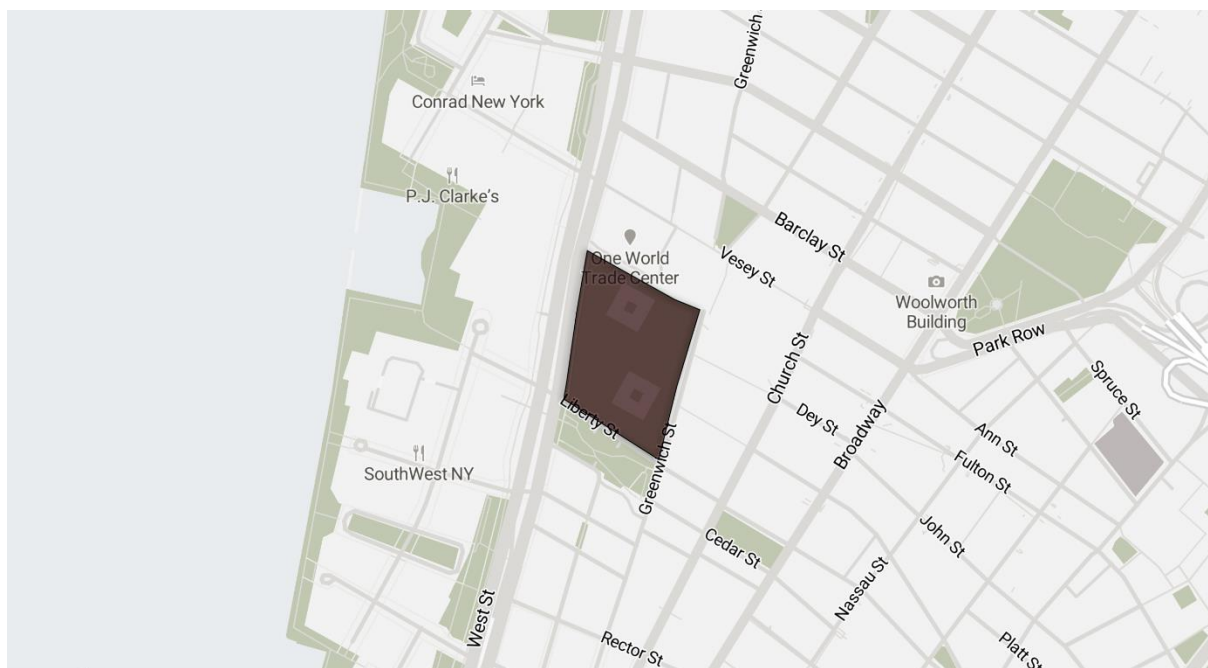 Greenwich
Conrad New York
P.J. Clarke’s
Barclay St
One World
Trade Center
Vesey St
Woolworth
Building
Park Row
Church St
Spruce St
Liberty St
Dey St
Broadway
Ann St
Fulton St
SouthWest NY
Greenwich St
John St
Cedar St
Nassau St
West St
Rector St
Platt St